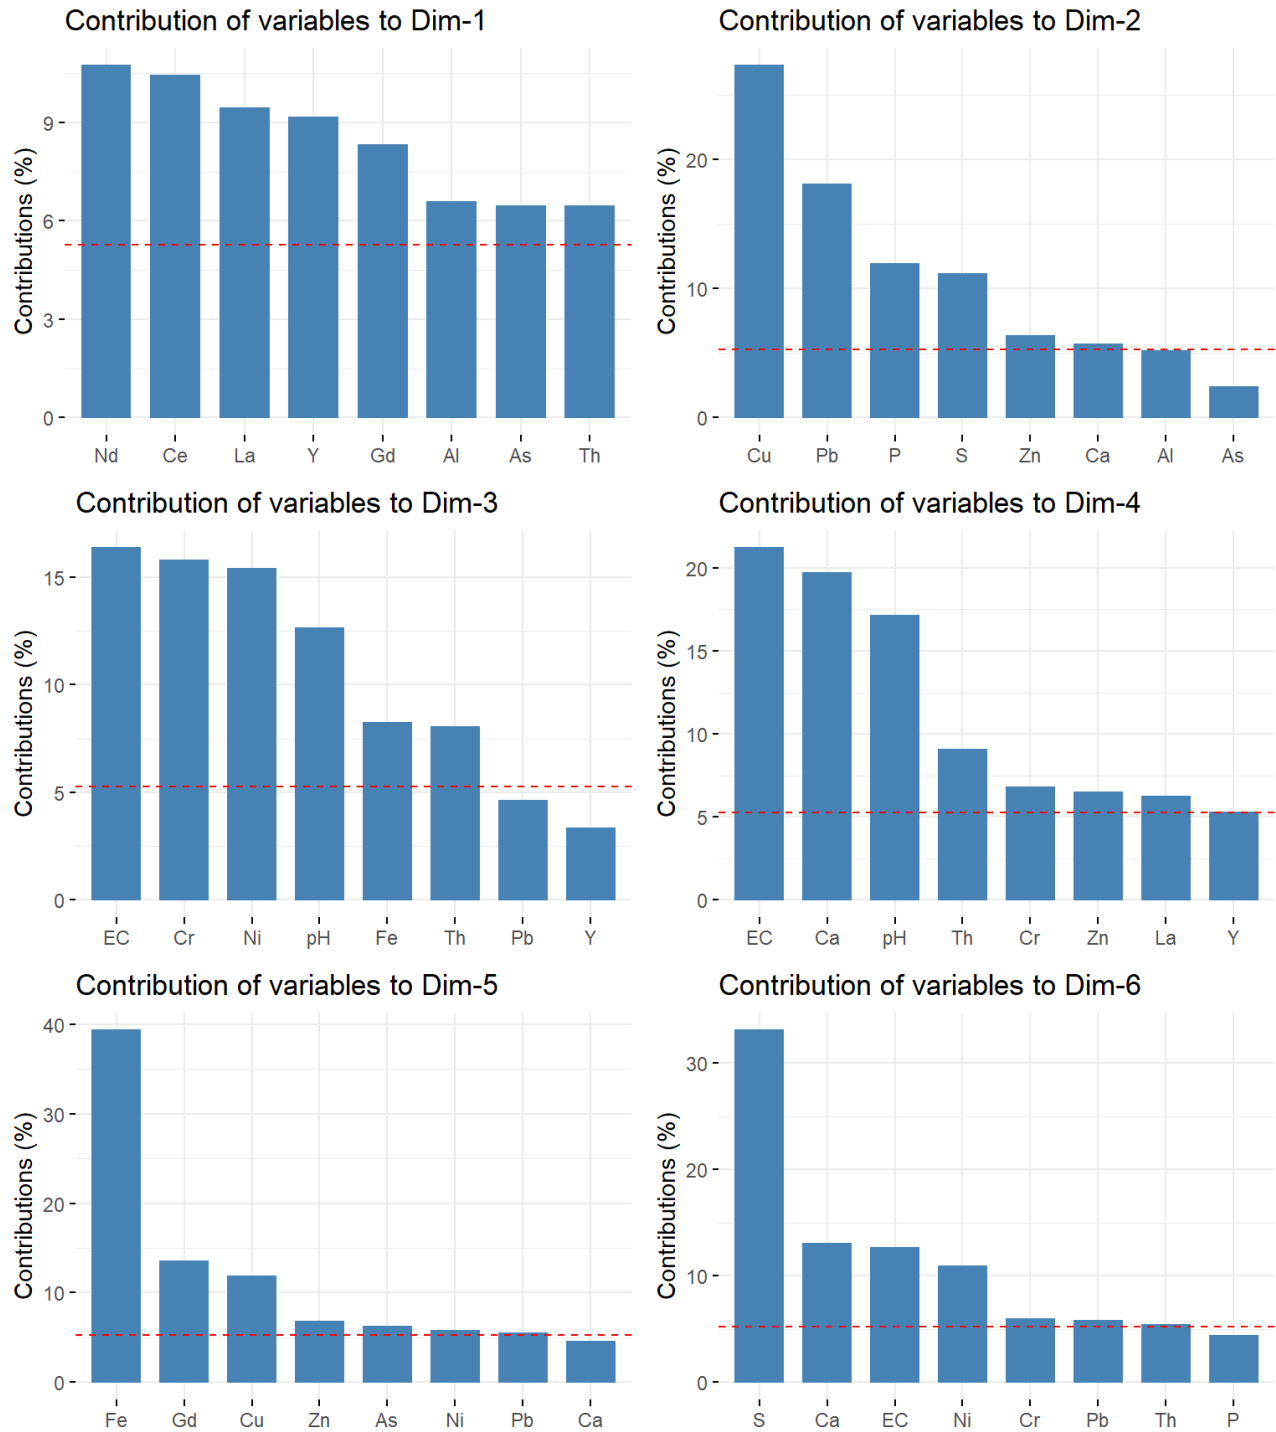 Contribution of variables to Dim-1
Contributions (%)
9
6
3
0
Nd Ce La Y Gd Al As Th
Contribution of variables to Dim-2
Contributions (%)
20
10
0
Cu Pb P S Zn Ca Al As
Contribution of variables to Dim-3
Contributions (%)
15
10
5
0
EC Cr Ni pH Fe Th Pb Y
Contribution of variables to Dim-4
Contributions (%)
20
15
10
5
0
EC Ca pH Th Cr Zn La Y
Contribution of variables to Dim-5
Contributions (%)
40
30
20
10
0
Fe Gd Cu Zn As Ni Pb Ca
Contribution of variables to Dim-6
Contributions (%)
30
20
10
0
S Ca EC Ni Cr Pb Th P